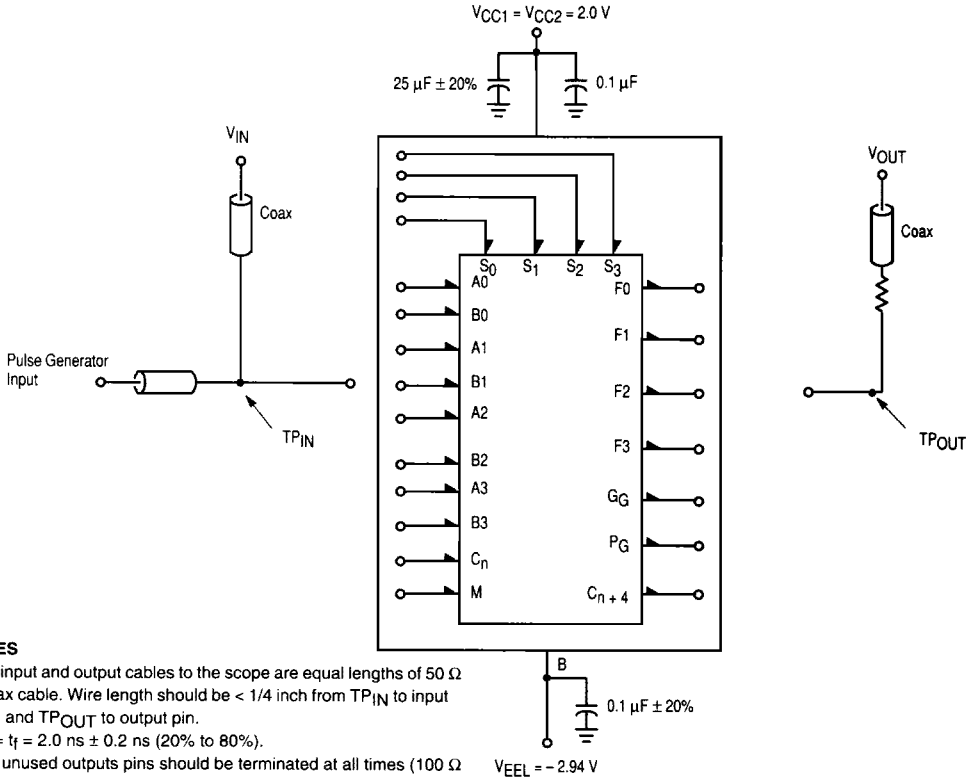 VCC1 = VCC2 = 2.0 V
25 μF ± 20%
0.1 μF
VIN
Coax
VOUT
Coax
S0 S1 S2 S3
A0
B0
A1
B1
A2
B2
A3
B3
Cn
M
F0
F1
F2
F3
GG
PG
Cn + 4
Pulse Generator
Input
TPIN
TPOUT
B
0.1 μF ± 20%
VEEL = – 2.94 V
ES
input and output cables to the scope are equal lengths of 50 Ω
ax cable. Wire length should be < 1/4 inch from TPIN to input
and TPOUT to output pin.
= tf = 2.0 ns ± 0.2 ns (20% to 80%).
unused outputs pins should be terminated at all times (100 Ω